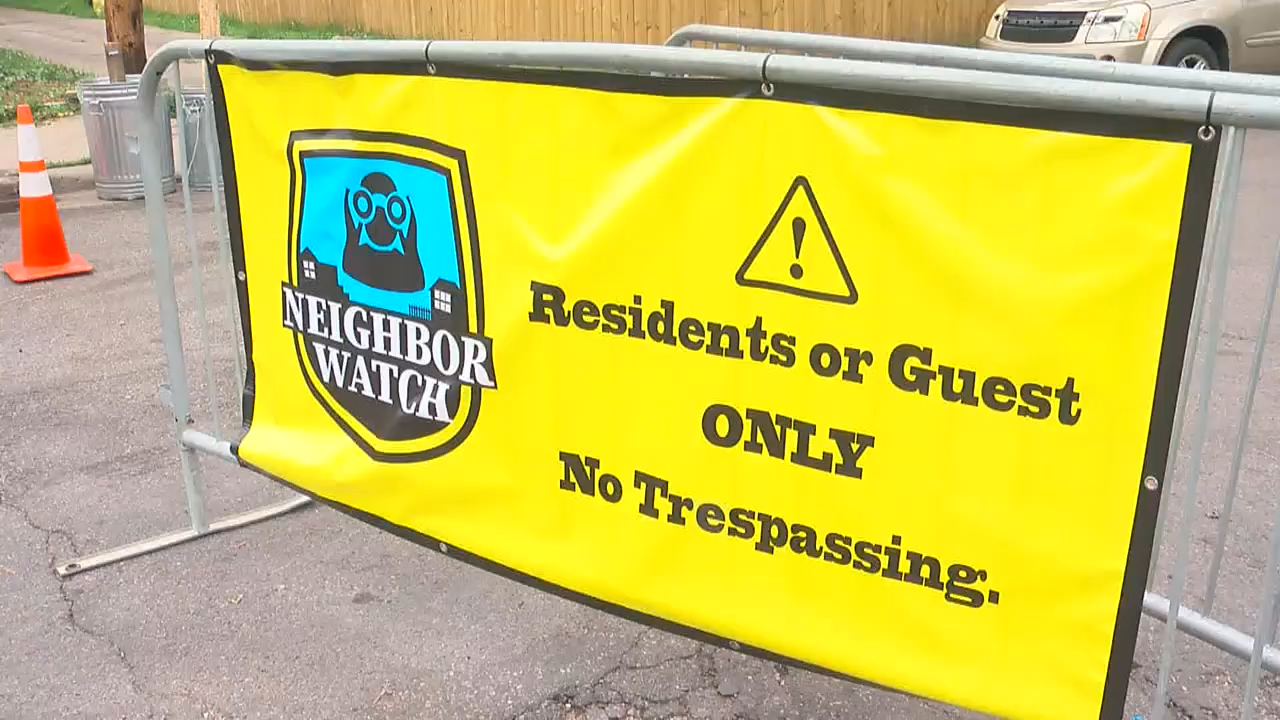 NEIGHBOR
WATCH
Residents or Guest
ONLY
No Trespassing.